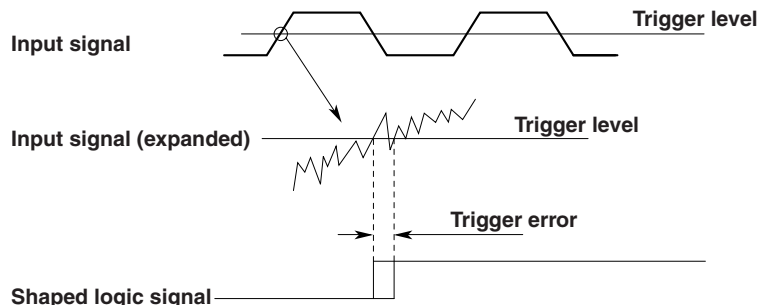 Trigger level
Input signal
Input signal (expanded)
Trigger level
Trigger error
Shaped logic signal